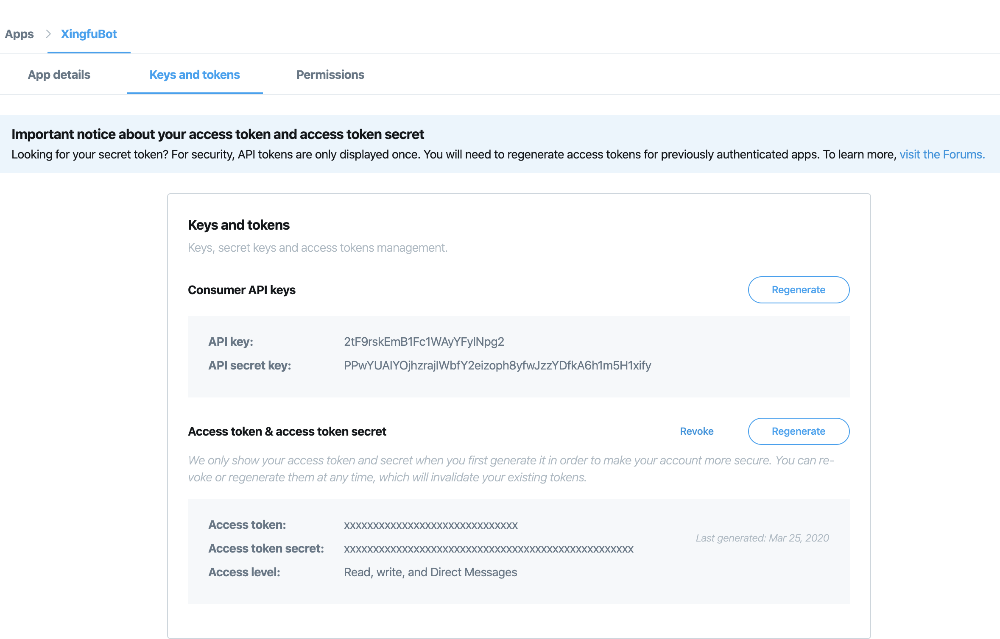 Apps > XingfuBot
App details Keys and tokens Permissions
Important notice about your access token and access token secret
Looking for your secret token? For security, API tokens are only displayed once. You will need to regenerate access tokens for previously authenticated apps. To learn more, visit the Forums.
Keys and tokens
Keys, secret keys and access tokens management.
Consumer API keys Regenerate
API key: 2tF9rskEmB1Fc1WAyYFylNpg2
API secret key: PPwYUAIYOjhzrajIWbfY2eizoph8yfwJzzYDfkA6h1m5H1xify
Access token & access token secret Revoke Regenerate
We only show your access token and secret when you first generate it in order to make your account more secure. You can re-
voke or regenerate them at any time, which will invalidate your existing tokens.
Access token: xxxxxxxxxxxxxxxxxxxxxxxxxxxxxx
Last generated: Mar 25, 2020
Access token secret: xxxxxxxxxxxxxxxxxxxxxxxxxxxxxxxxxxxxxxxxxxxxxxxxxx
Access level: Read, write, and Direct Messages